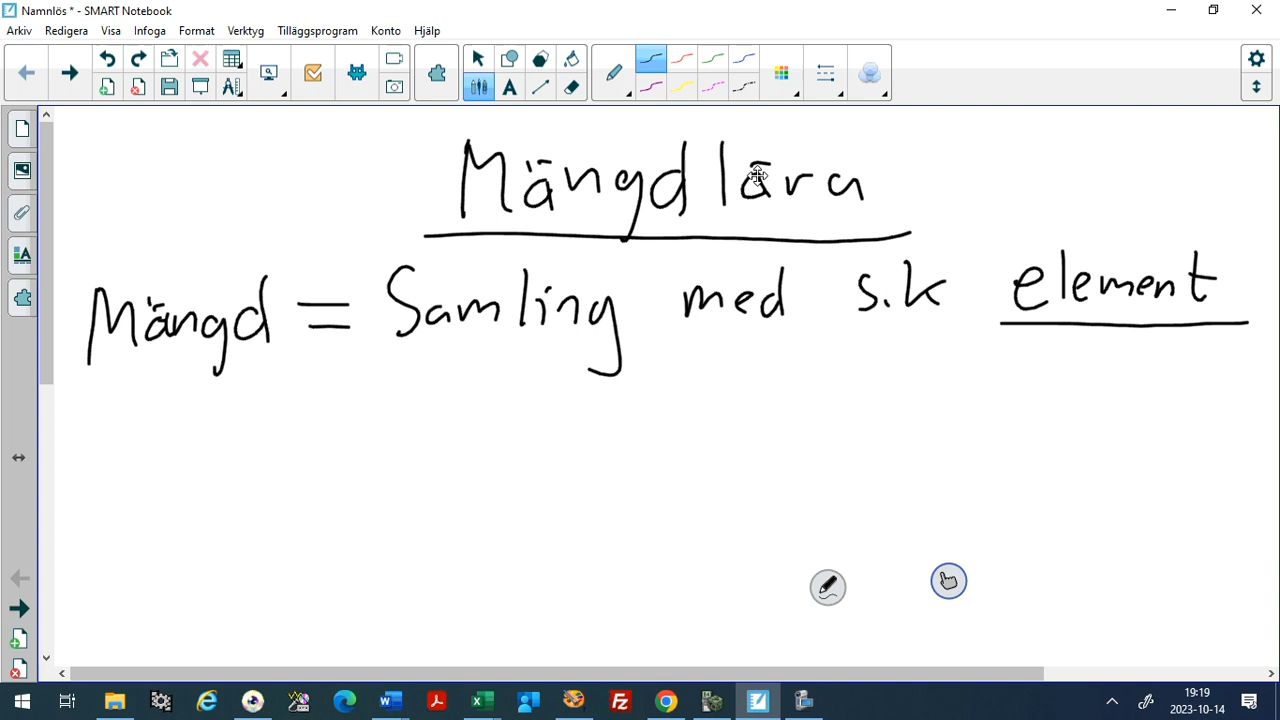 Namnlös * - SMART Notebook
Arkiv Redigera Visa Infoga Format Verktyg Tilläggsprogram Konto Hjälp
Mängdlära
Mängd = Samling med s.k element
19:19
2023-10-14